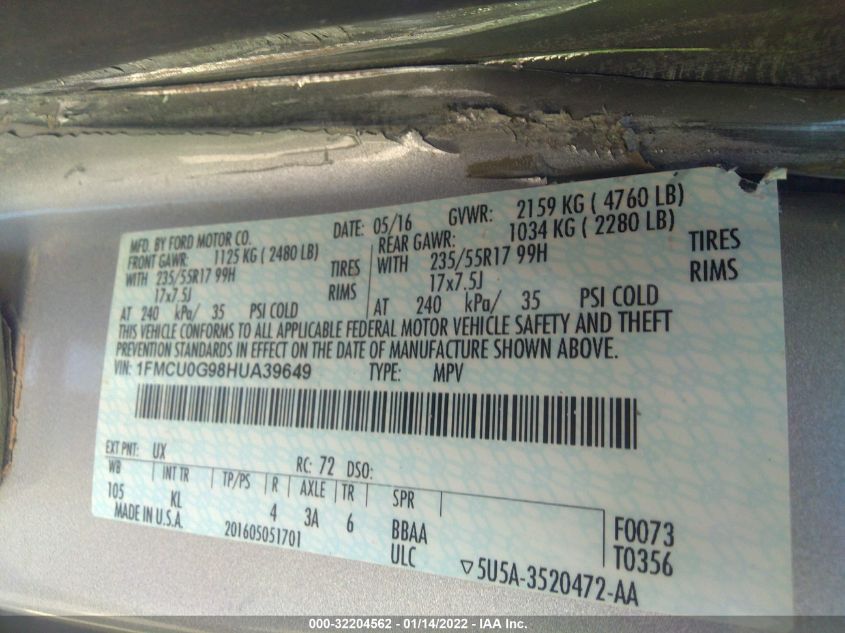 MFD. BY FORD MOTOR CO.
DATE: 05/16 GVWR: 2159 KG ( 4760 LB)
FRONT GAWR: 1125 KG ( 2480 LB) REAR GAWR: 1034 KG ( 2280 LB)
WITH 235/55R17 99H TIRES WITH 235/55R17 99H TIRES
17x7.5J RIMS 17x7.5J RIMS
AT 240 kPa/ 35 PSI COLD AT 240 kPa/ 35 PSI COLD
THIS VEHICLE CONFORMS TO ALL APPLICABLE FEDERAL MOTOR VEHICLE SAFETY AND THEFT
PREVENTION STANDARDS IN EFFECT ON THE DATE OF MANUFACTURE SHOWN ABOVE.
VIN: 1FMCU0G98HUA39649 TYPE: MPV
EXT PNT: UX RC: 72 DSO:
WB INT TR TP/PS R AXLE TR SPR
105 KL 4 3A 6 BBAA F0073
MADE IN U.S.A. 201605051701 ULC T0356
▽5U5A-3520472-AA
000-32204562 - 01/14/2022 - IAA Inc.